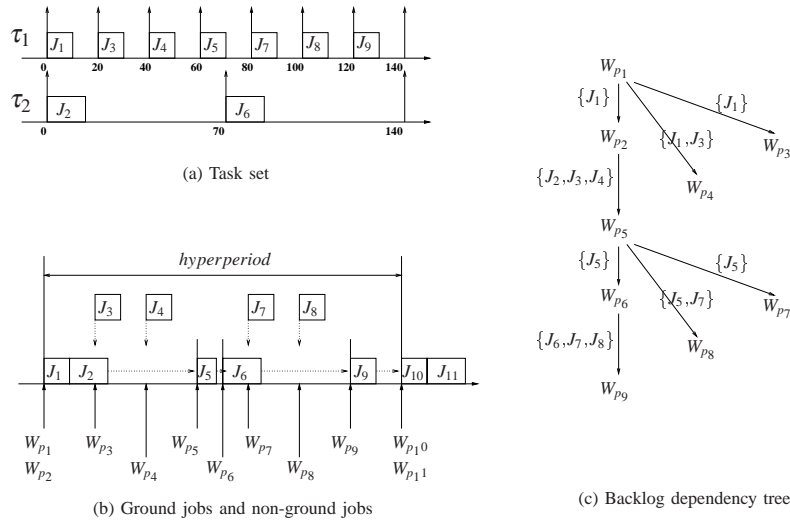 τ1 J1 J3 J4 J5 J7 J8 J9
0 20 40 60 80 100 120 140
τ2 J2 J6
0 70 140
(a) Task set
hyperperiod
J3 J4 J7 J8
J1 J2 J5 J6 J9 J10 J11
Wp1 Wp3 Wp5 Wp7 Wp9 Wp10
Wp2 Wp4 Wp6 Wp8 Wp11
(b) Ground jobs and non-ground jobs
Wp1
{J1} {J1}
Wp2 {J1,J3} Wp3
{J2,J3,J4} Wp4
Wp5
{J5} {J5}
Wp6 {J5,J7} Wp7
{J6,J7,J8} Wp8
Wp9
(c) Backlog dependency tree